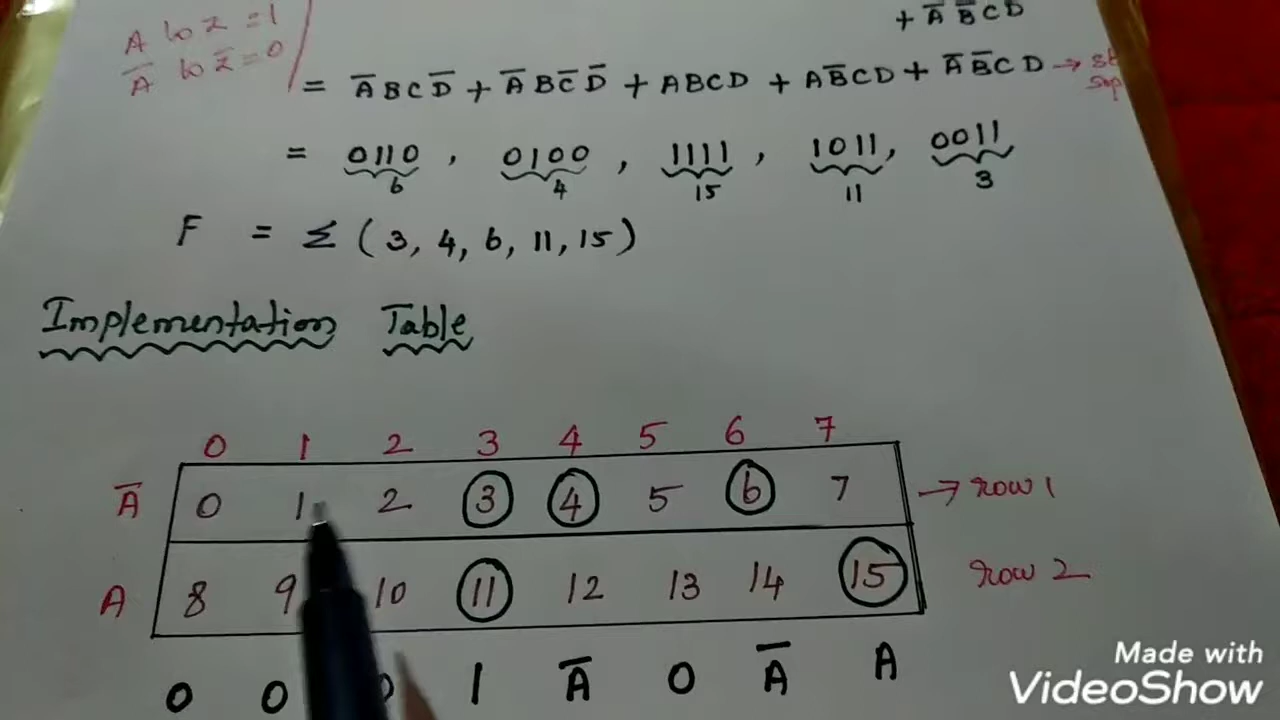 + A̅ B̅ C D
A to Z = 1
A̅ to Z̅ = 0
= A̅ B C D̅ + A̅ B C̅ D̅ + A B C D + A B̅ C D + A̅ B̅ C D →
= 0110 , 0100 , 1111 , 1011, 0011
6 4 15 11 3
F = Σ ( 3, 4, 6, 11, 15 )
Implementation Table
0 1 2 3 4 5 6 7
A̅ 0 1 2 3 4 5 6 7 → row 1
A 8 9 10 11 12 13 14 15 row 2
0 0 0 1 A̅ 0 A̅ A
Made with
VideoShow